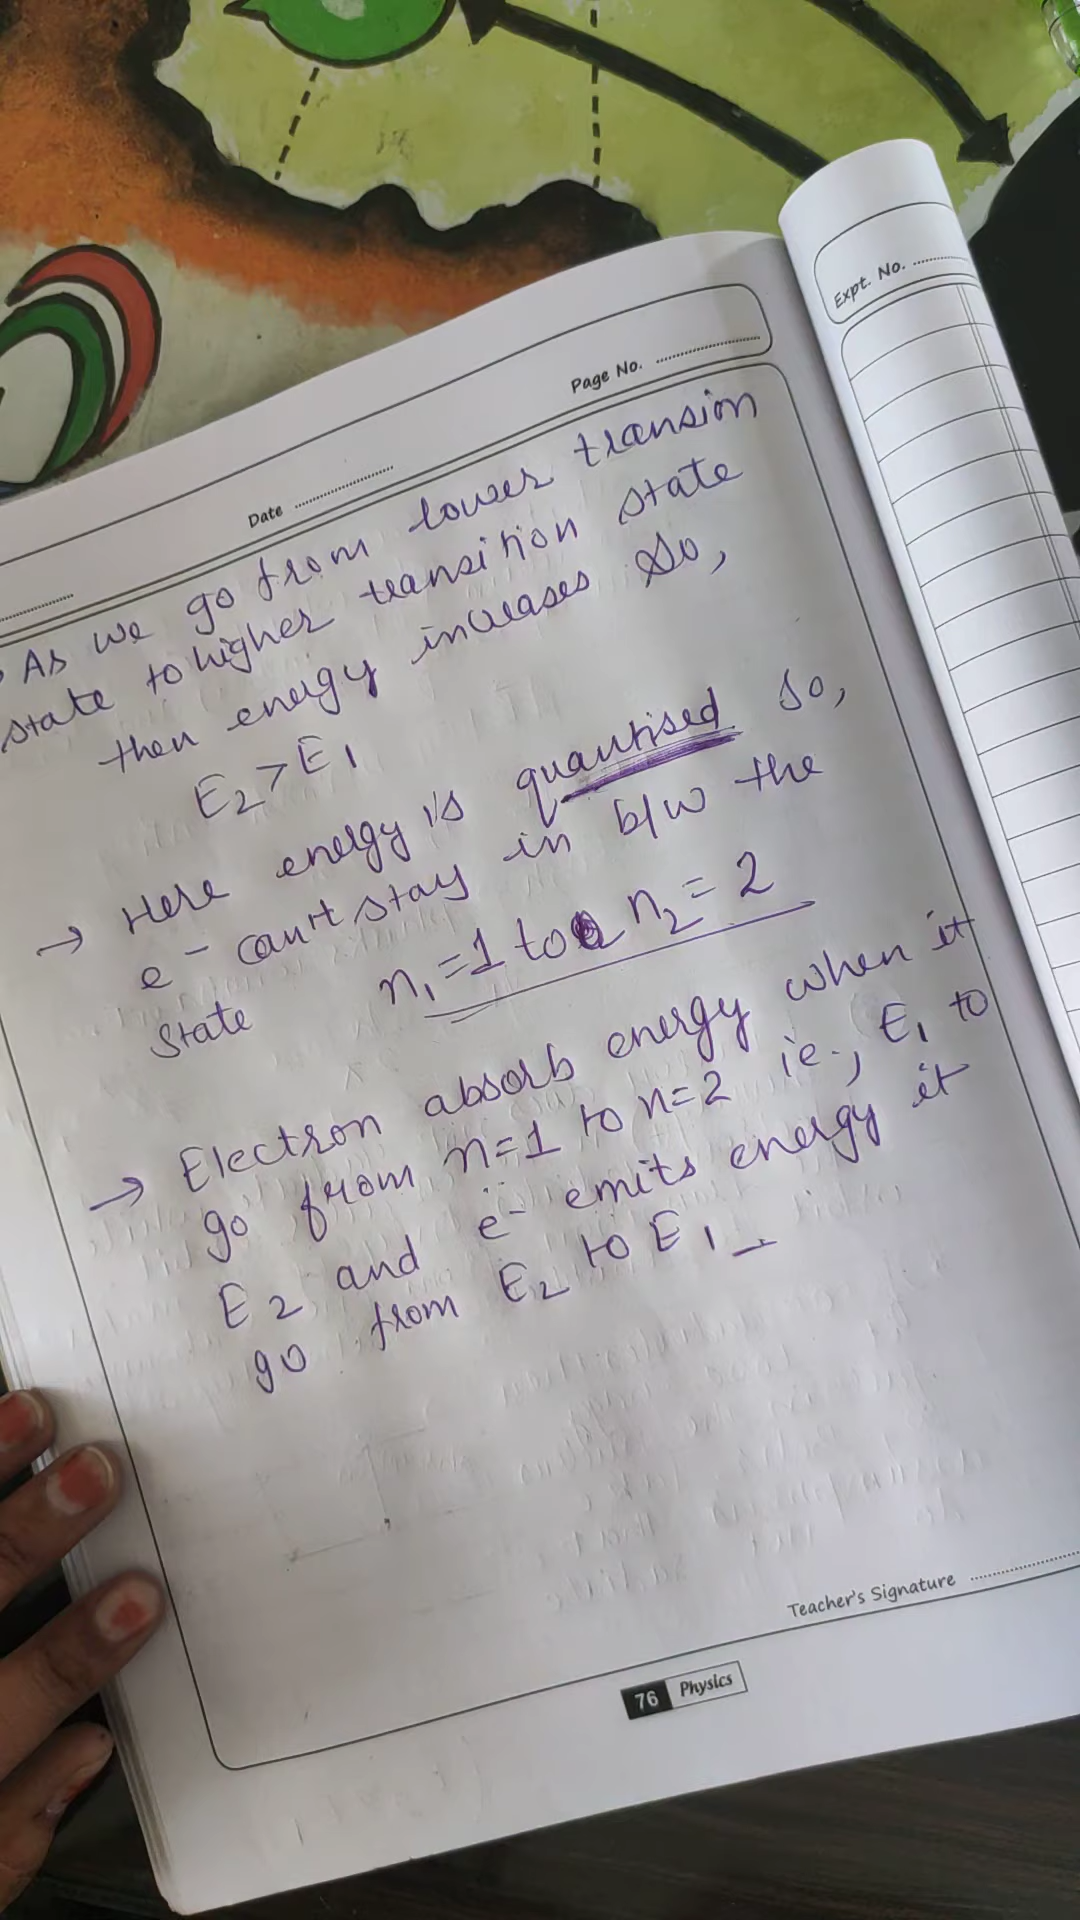 Expt. No.
Page No.
Date
As we go from lower transion
state to higher transition state
then energy increases so,
E2 > E1
→ Here energy is quantised so,
e- can't stay in b/w the
state n1 = 1 to n2 = 2
→ Electron absorb energy when it
go from n=1 to n=2 ie., E1 to
E2 and e- emits energy it
go from E2 to E1
Teacher's Signature
76 Physics